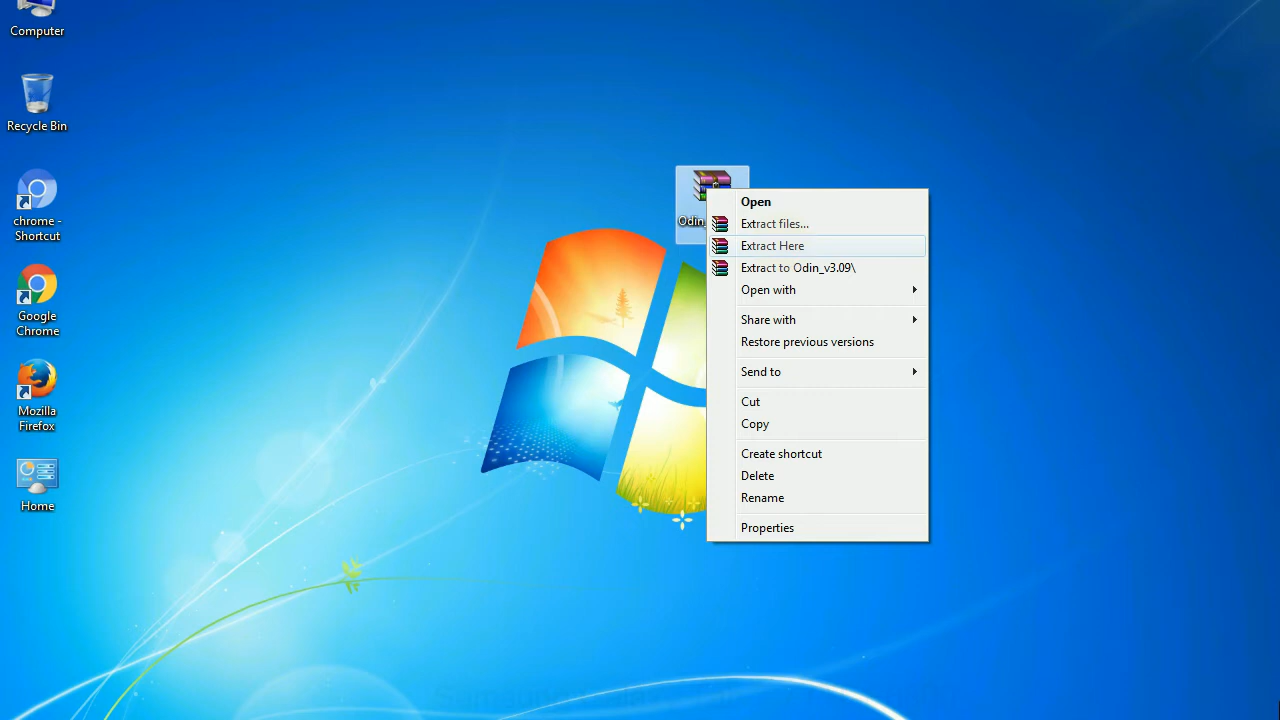 Computer
Recycle Bin
chrome -
Shortcut
Google
Chrome
Mozilla
Firefox
Home
Open
Extract files...
Extract Here
Extract to Odin_v3.09\
Open with
Share with
Restore previous versions
Send to
Cut
Copy
Create shortcut
Delete
Rename
Properties